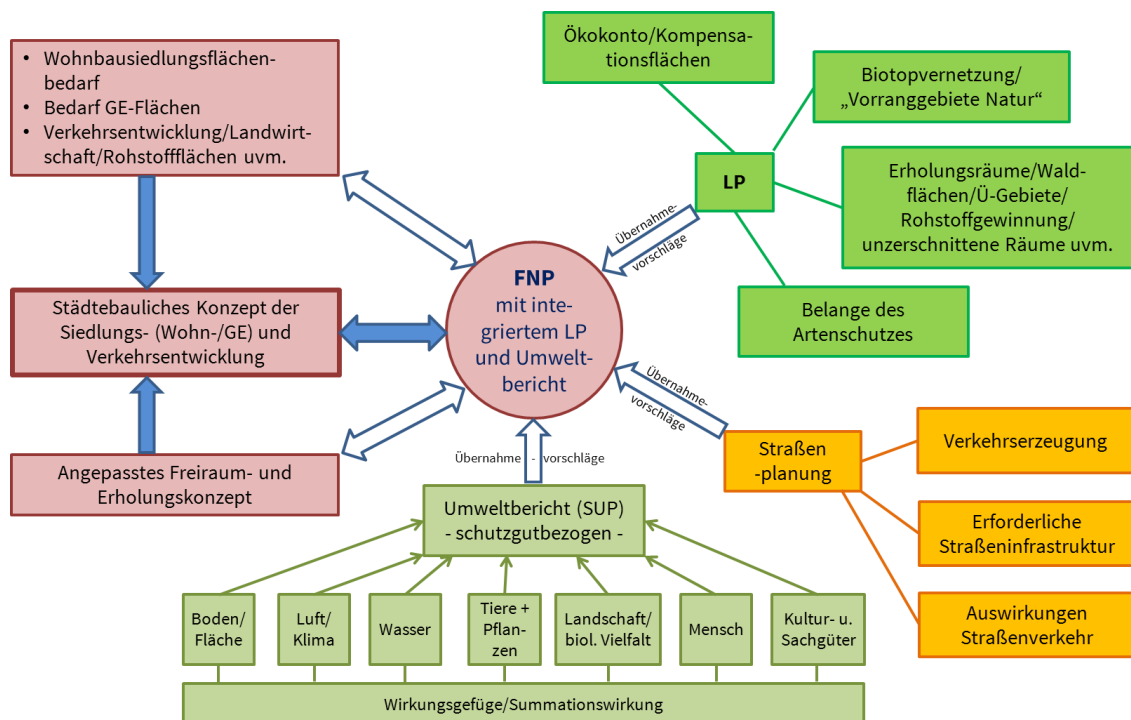 • Wohnbausiedlungsflächen-
bedarf
• Bedarf GE-Flächen
• Verkehrsentwicklung/Landwirt-
schaft/Rohstoffflächen uvm.
Städtebauliches Konzept der
Siedlungs- (Wohn-/GE) und
Verkehrsentwicklung
Angepasstes Freiraum- und
Erholungskonzept
FNP
mit inte-
griertem LP
und Umwelt-
bericht
Ökokonto/Kompensa-
tionsflächen
Biotopvernetzung/
„Vorranggebiete Natur“
LP
Erholungsräume/Wald-
flächen/Ü-Gebiete/
Rohstoffgewinnung/
unzerschnittene Räume uvm.
Belange des
Artenschutzes
Übernahme-
vorschläge
Übernahme-
vorschläge
Übernahme - vorschläge
Straßen
-planung
Verkehrserzeugung
Erforderliche
Straßeninfrastruktur
Auswirkungen
Straßenverkehr
Umweltbericht (SUP)
- schutzgutbezogen -
Boden/
Fläche
Luft/
Klima
Wasser
Tiere +
Pflan-
zen
Landschaft/
biol. Vielfalt
Mensch
Kultur- u.
Sachgüter
Wirkungsgefüge/Summationswirkung